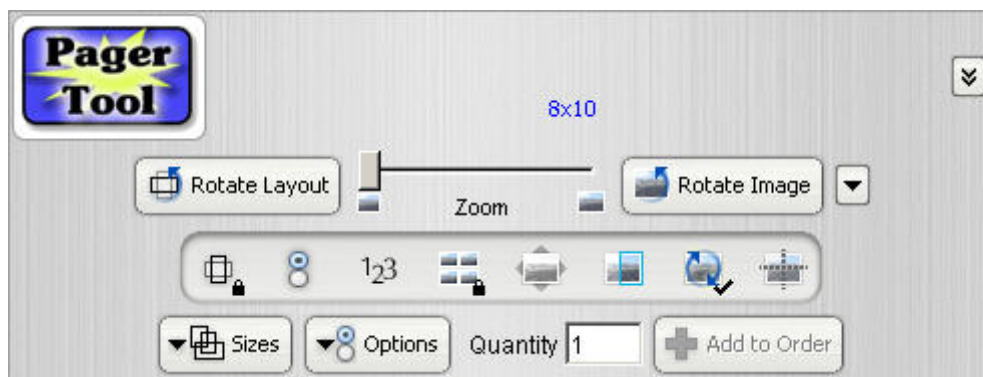 Pager
Tool
8x10
Rotate Layout
Zoom
Rotate Image
123
Sizes
Options
Quantity 1
Add to Order